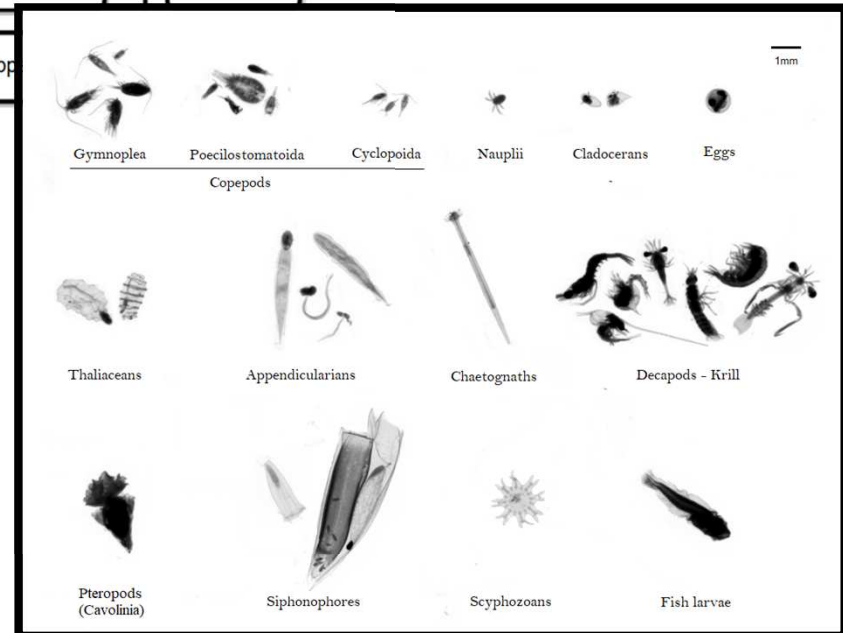 1mm
Gymnoplea Poecilostomatoida Cyclopoida Nauplii Cladocerans Eggs
Copepods
Thaliaceans Appendicularians Chaetognaths Decapods - Krill
Pteropods
(Cavolinia) Siphonophores Scyphozoans Fish larvae